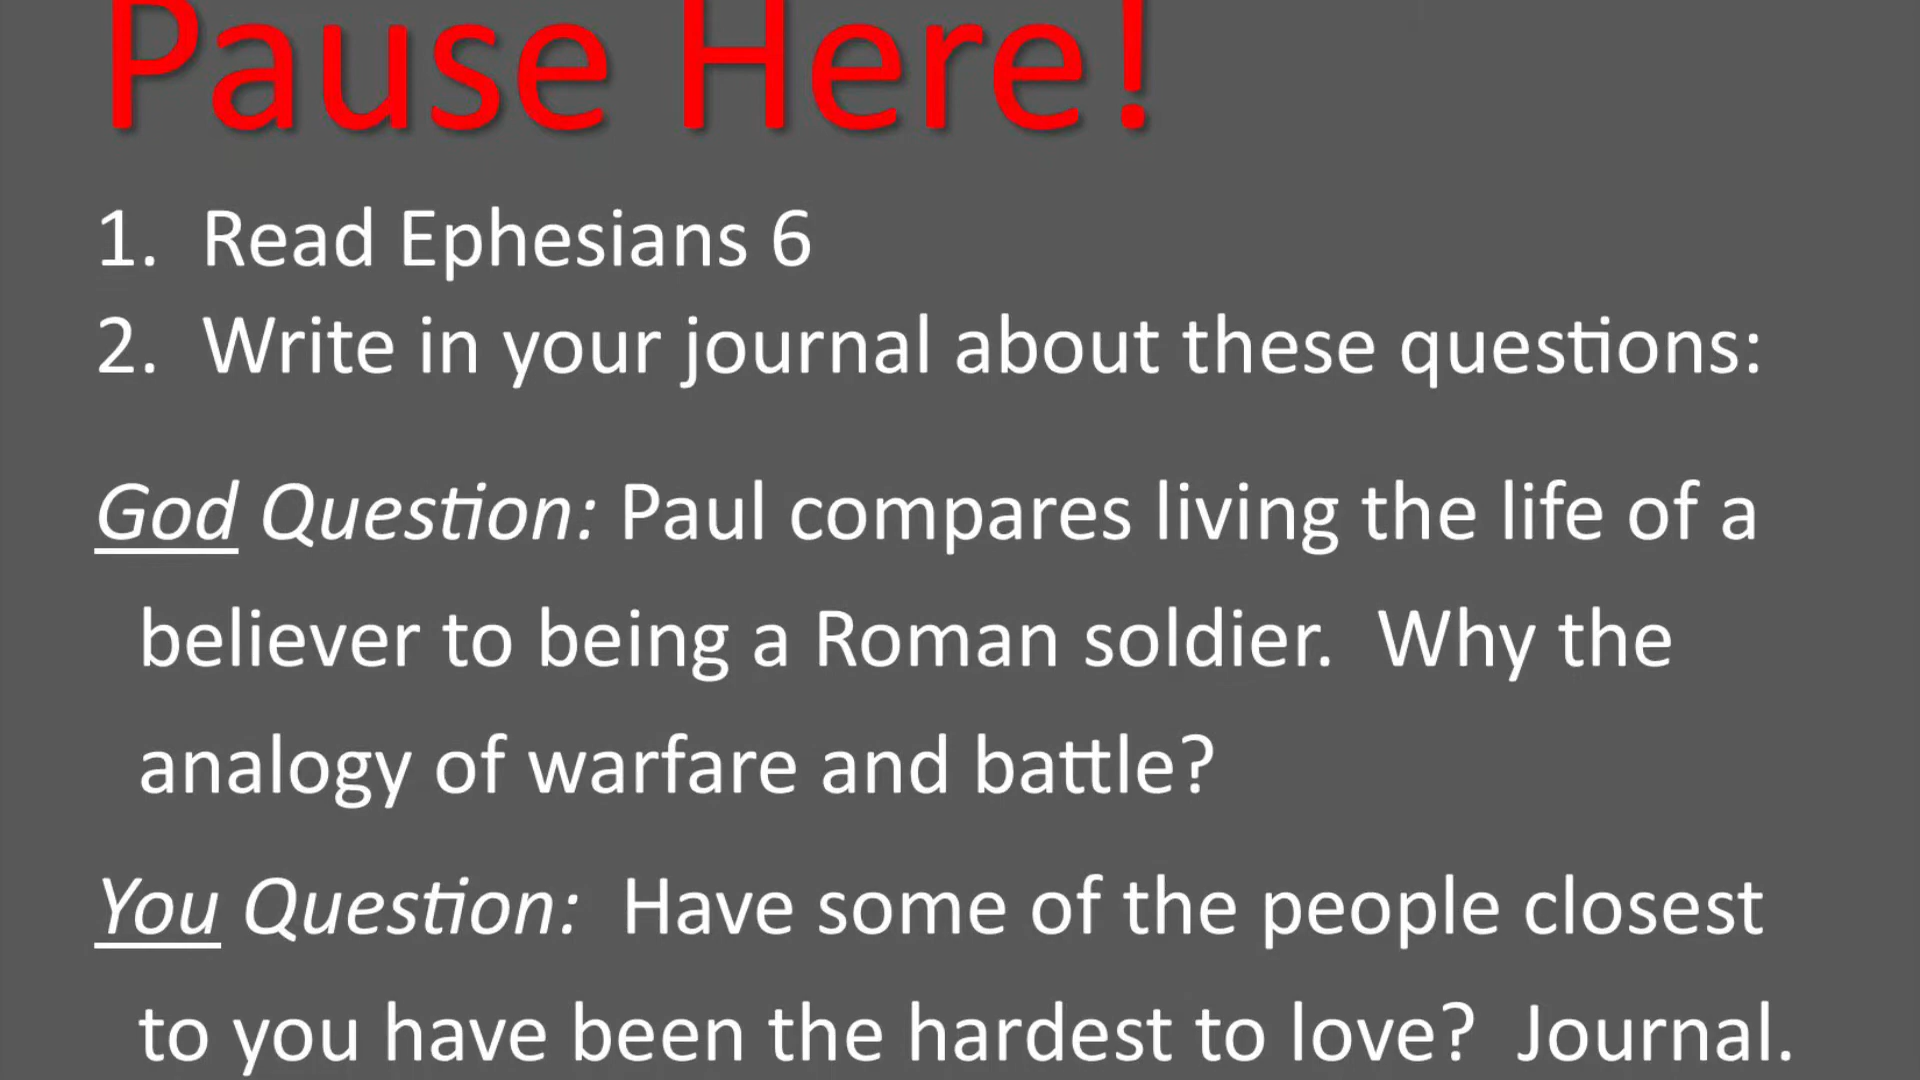 Pause Here!
1. Read Ephesians 6
2. Write in your journal about these questions:
God Question: Paul compares living the life of a
believer to being a Roman soldier.  Why the
analogy of warfare and battle?
You Question:  Have some of the people closest
to you have been the hardest to love?  Journal.